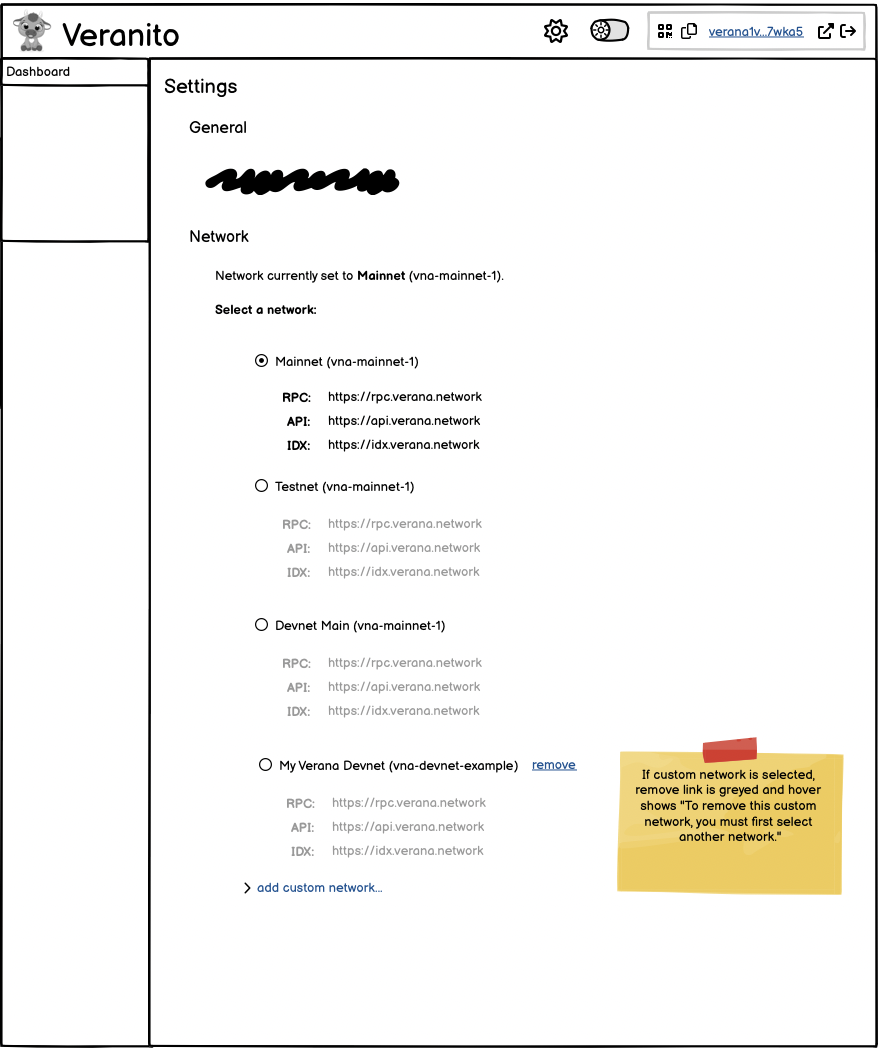 Veranito
verana1v...7wka5
Dashboard
Settings
General
Network
Network currently set to Mainnet (vna-mainnet-1).
Select a network:
Mainnet (vna-mainnet-1)
RPC: https://rpc.verana.network
API: https://api.verana.network
IDX: https://idx.verana.network
Testnet (vna-mainnet-1)
RPC: https://rpc.verana.network
API: https://api.verana.network
IDX: https://idx.verana.network
Devnet Main (vna-mainnet-1)
RPC: https://rpc.verana.network
API: https://api.verana.network
IDX: https://idx.verana.network
My Verana Devnet (vna-devnet-example) remove
RPC: https://rpc.verana.network
API: https://api.verana.network
IDX: https://idx.verana.network
add custom network...
If custom network is selected,
remove link is greyed and hover
shows "To remove this custom
network, you must first select
another network."